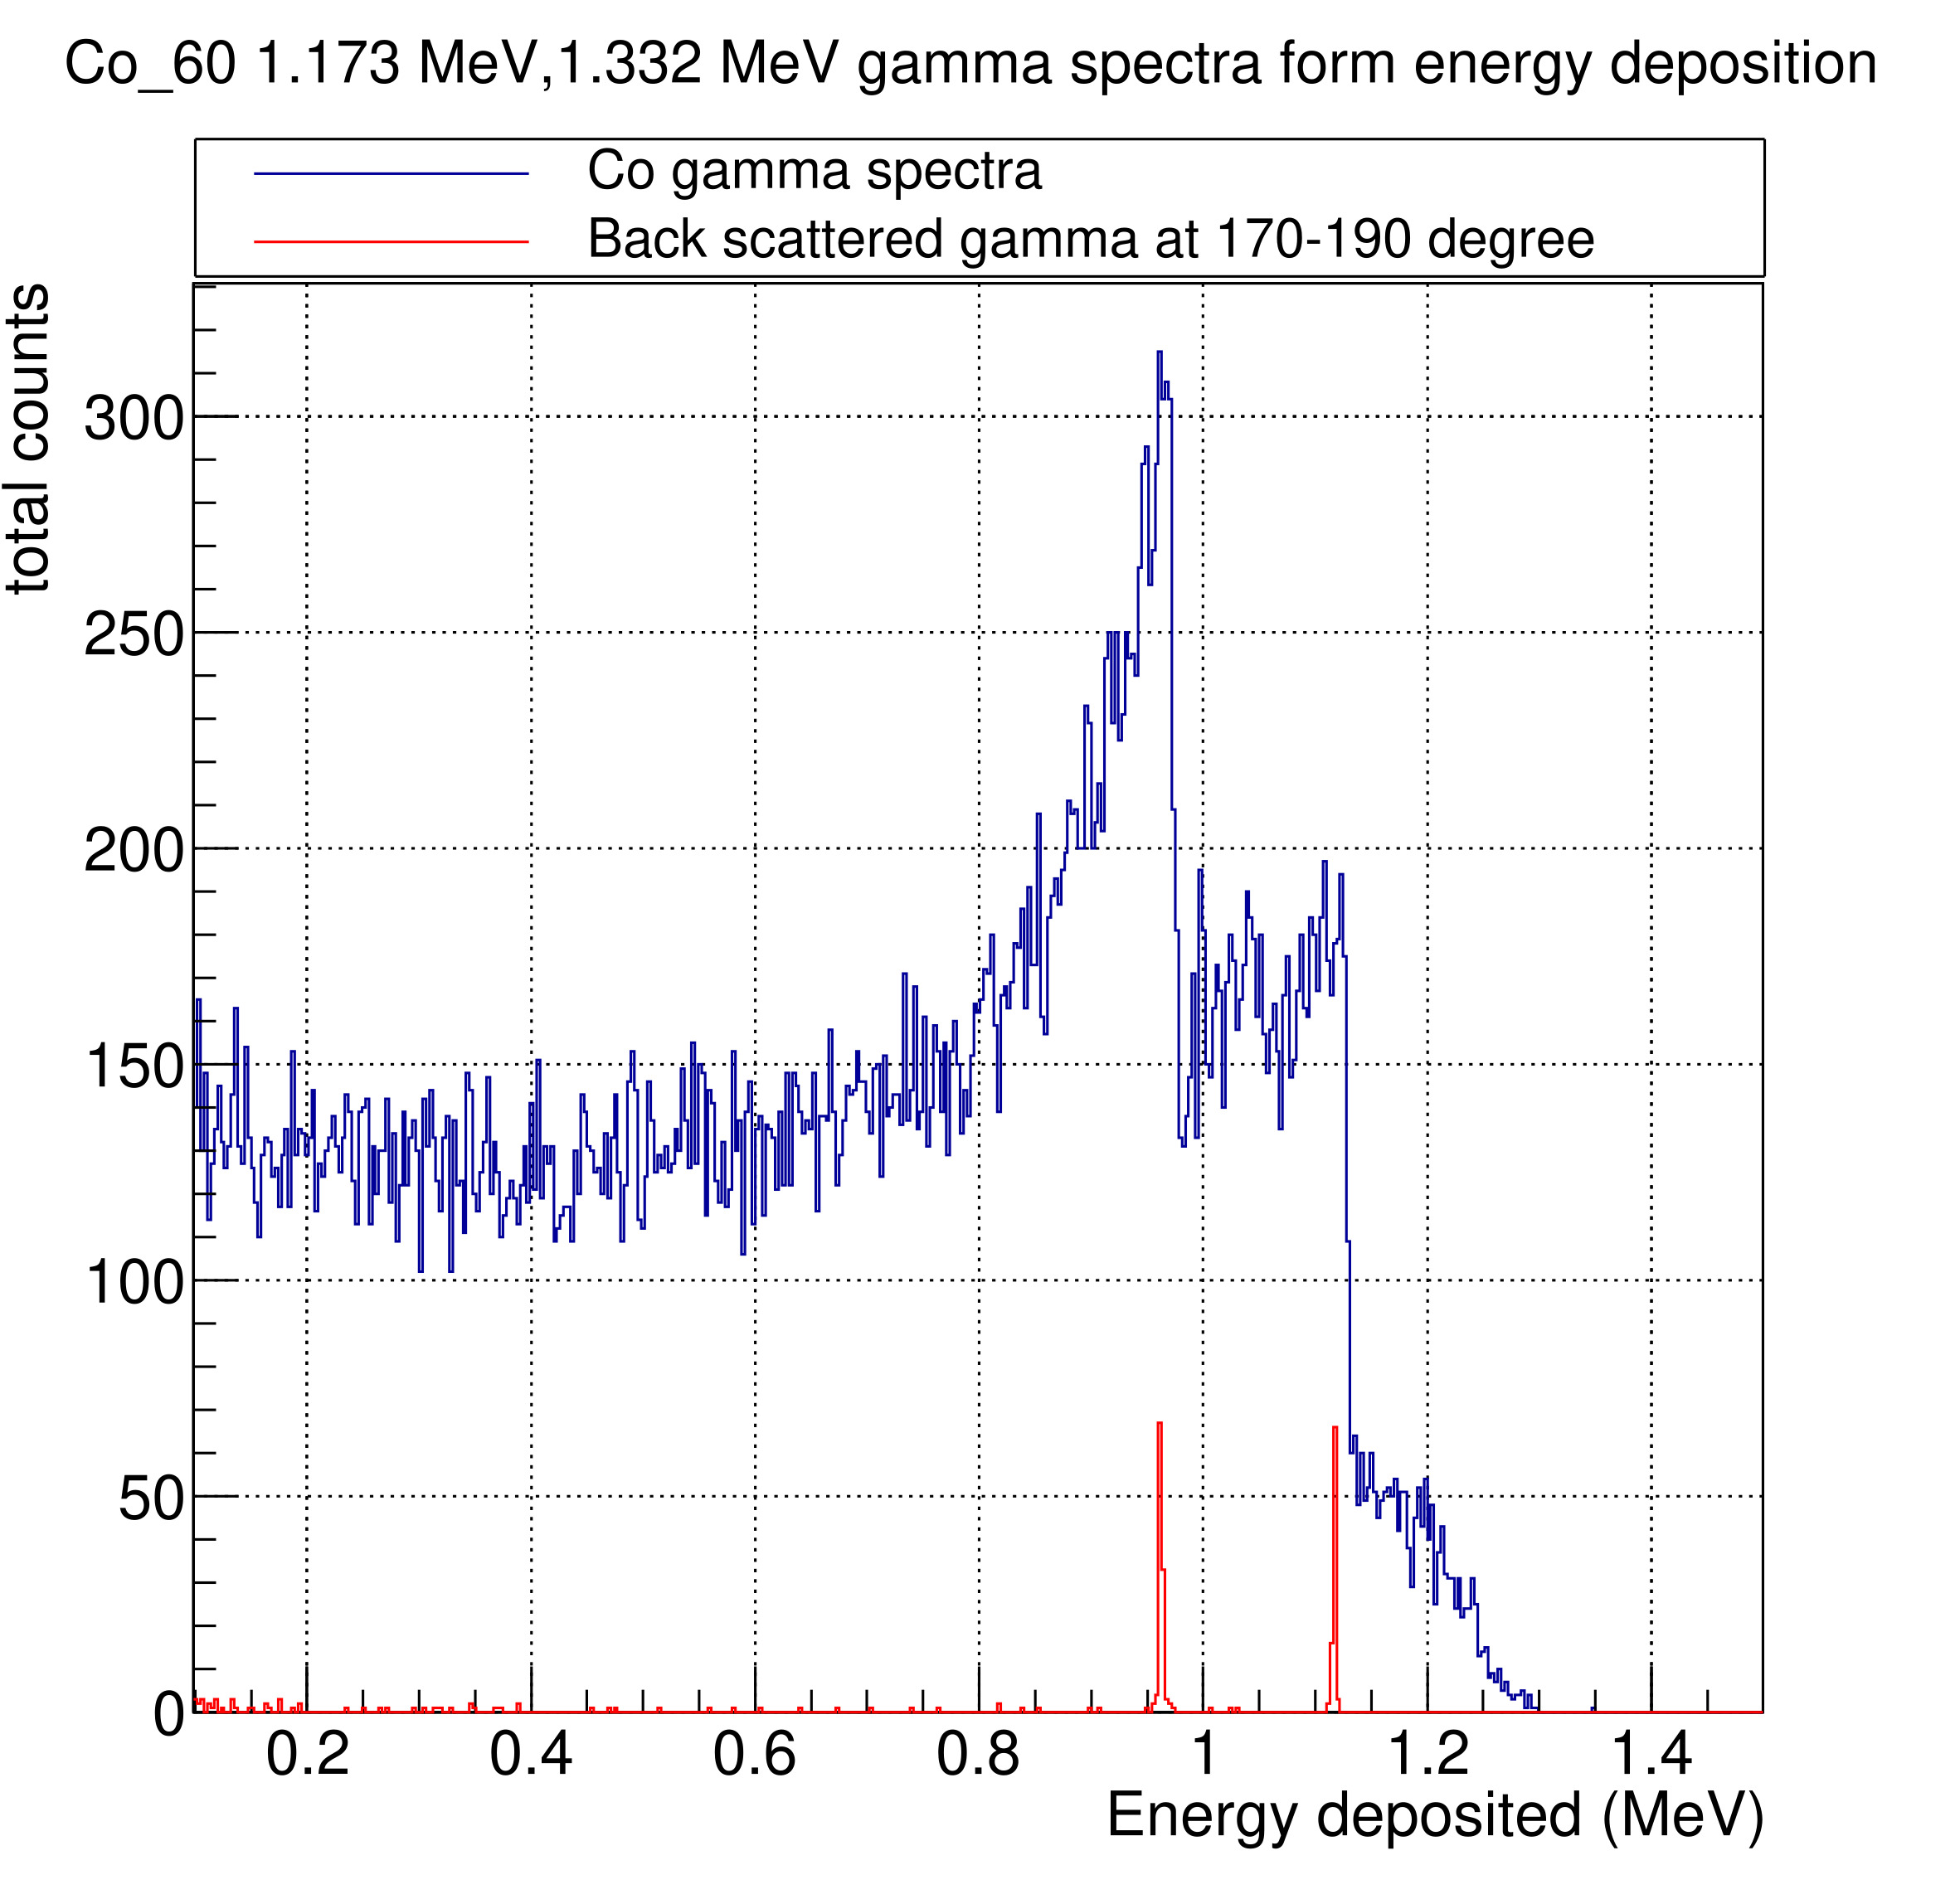 Co_60 1.173 MeV,1.332 MeV gamma spectra form energy deposition
Co gamma spectra
Back scattered gamma at 170-190 degree
total counts
300
250
200
150
100
50
0
0.2 0.4 0.6 0.8 1 1.2 1.4
Energy deposited (MeV)